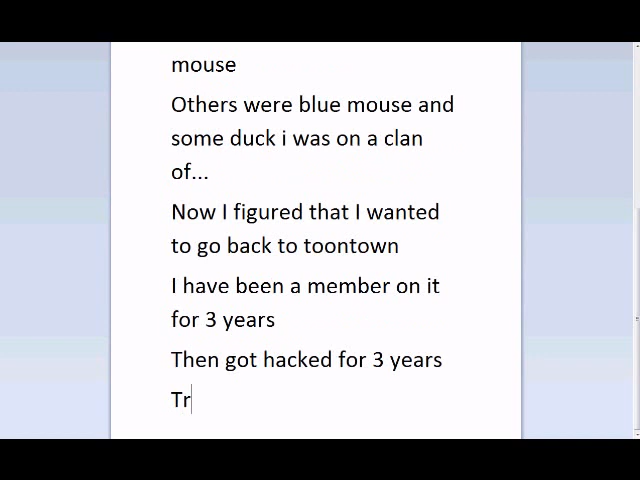 mouse
Others were blue mouse and
some duck i was on a clan
of...
Now I figured that I wanted
to go back to toontown
I have been a member on it
for 3 years
Then got hacked for 3 years
Tr